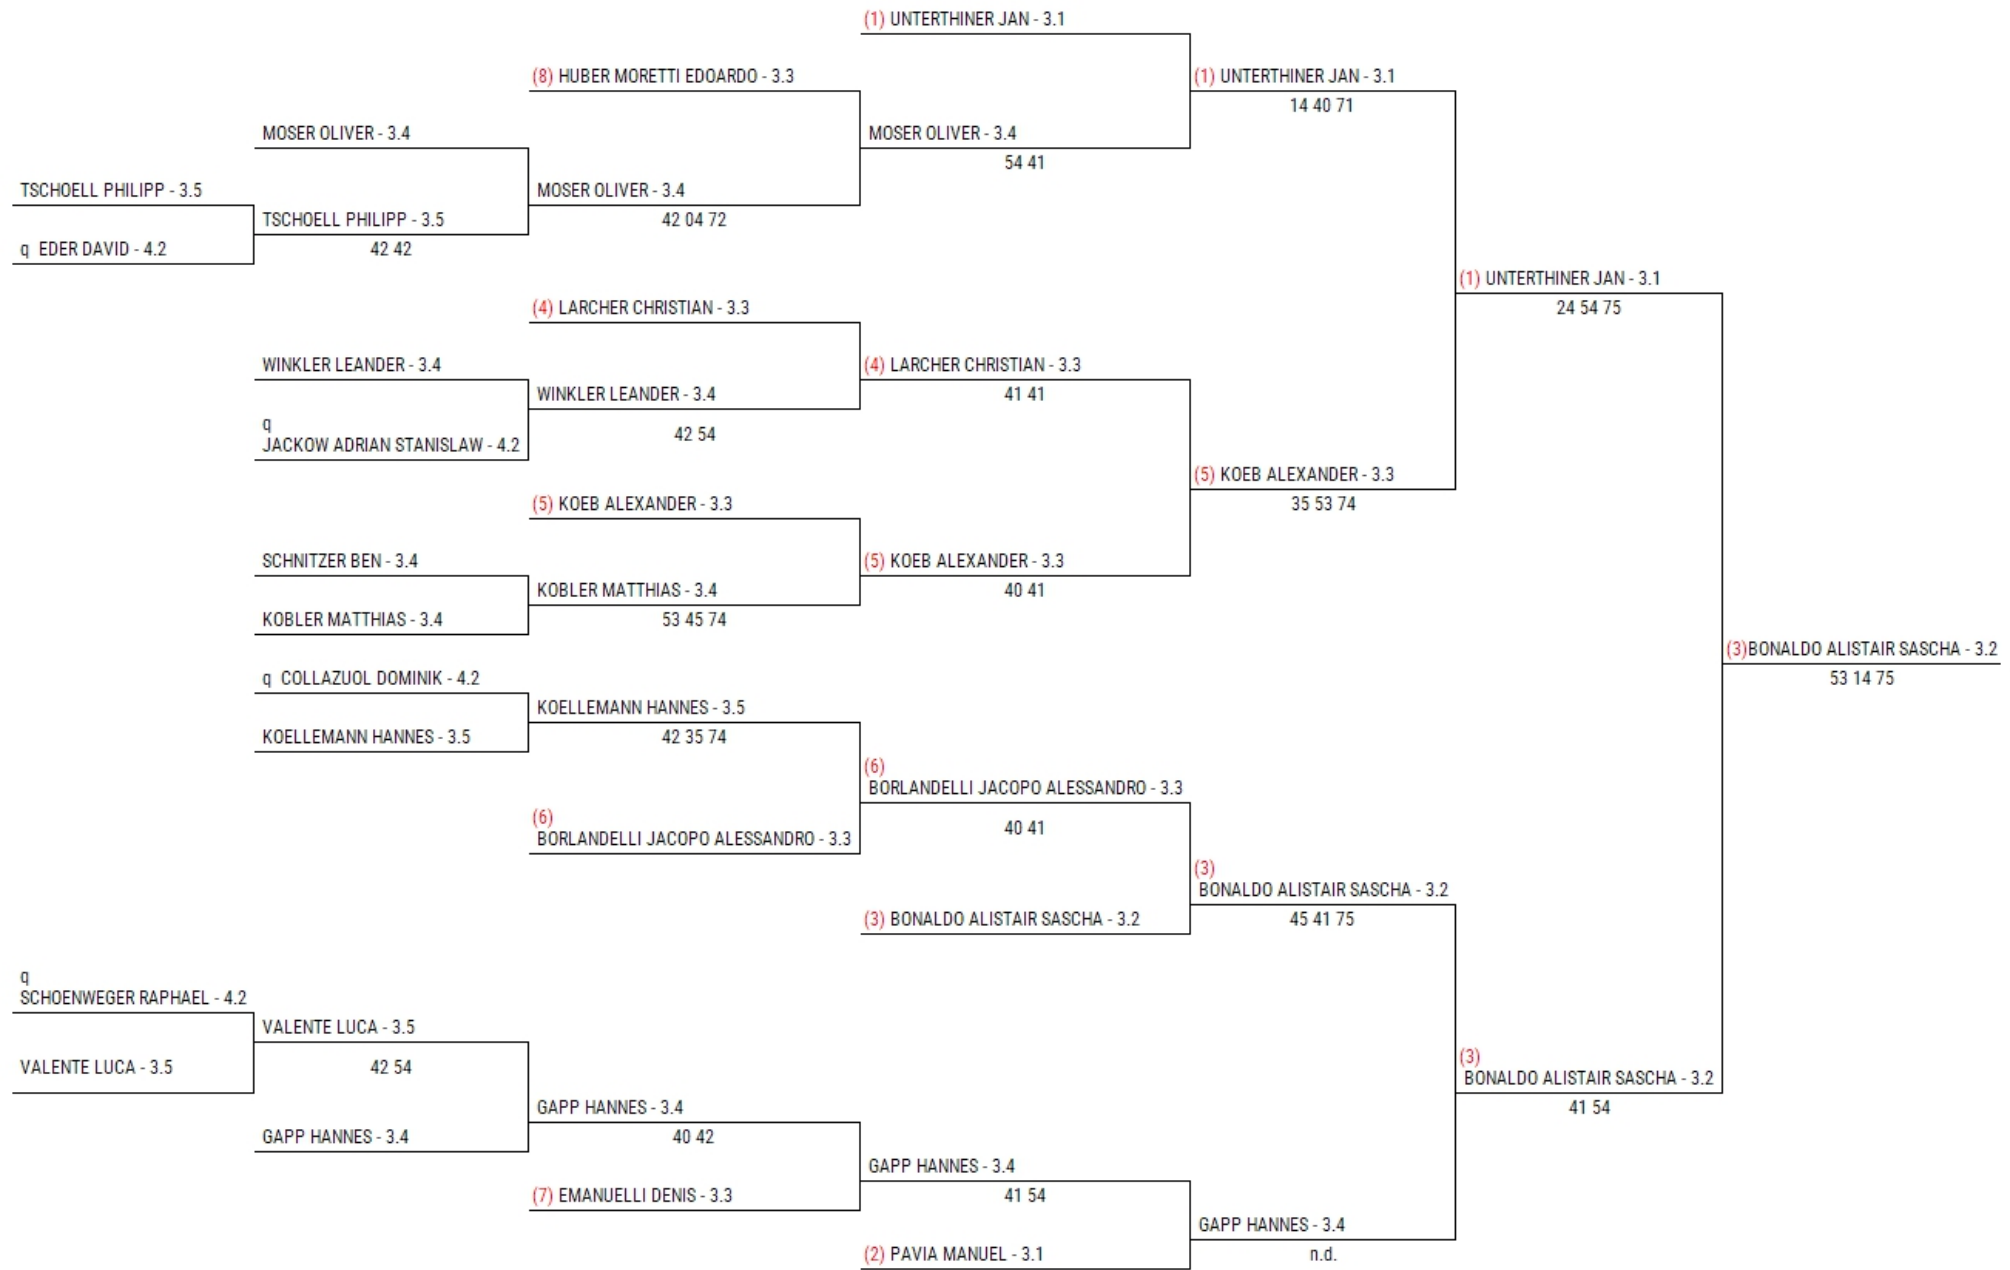 (1) UNTERTHINER JAN - 3.1
(8) HUBER MORETTI EDOARDO - 3.3
(1) UNTERTHINER JAN - 3.1
14 40 71
MOSER OLIVER - 3.4
MOSER OLIVER - 3.4
54 41
TSCHOELL PHILIPP - 3.5
MOSER OLIVER - 3.4
TSCHOELL PHILIPP - 3.5
42 04 72
q EDER DAVID - 4.2
42 42
(1) UNTERTHINER JAN - 3.1
24 54 75
(4) LARCHER CHRISTIAN - 3.3
WINKLER LEANDER - 3.4
(4) LARCHER CHRISTIAN - 3.3
WINKLER LEANDER - 3.4
41 41
q
JACKOW ADRIAN STANISLAW - 4.2
42 54
(5) KOEB ALEXANDER - 3.3
35 53 74
(5) KOEB ALEXANDER - 3.3
SCHNITZER BEN - 3.4
(5) KOEB ALEXANDER - 3.3
KOBLER MATTHIAS - 3.4
40 41
KOBLER MATTHIAS - 3.4
53 45 74
(3)BONALDO ALISTAIR SASCHA - 3.2
53 14 75
q COLLAZUOL DOMINIK - 4.2
KOELLEMANN HANNES - 3.5
KOELLEMANN HANNES - 3.5
42 35 74
(6)
BORLANDELLI JACOPO ALESSANDRO - 3.3
40 41
(6)
BORLANDELLI JACOPO ALESSANDRO - 3.3
(3)
BONALDO ALISTAIR SASCHA - 3.2
45 41 75
(3) BONALDO ALISTAIR SASCHA - 3.2
q
SCHOENWEGER RAPHAEL - 4.2
VALENTE LUCA - 3.5
VALENTE LUCA - 3.5
42 54
(3)
BONALDO ALISTAIR SASCHA - 3.2
41 54
GAPP HANNES - 3.4
GAPP HANNES - 3.4
40 42
GAPP HANNES - 3.4
41 54
(7) EMANUELLI DENIS - 3.3
GAPP HANNES - 3.4
n.d.
(2) PAVIA MANUEL - 3.1